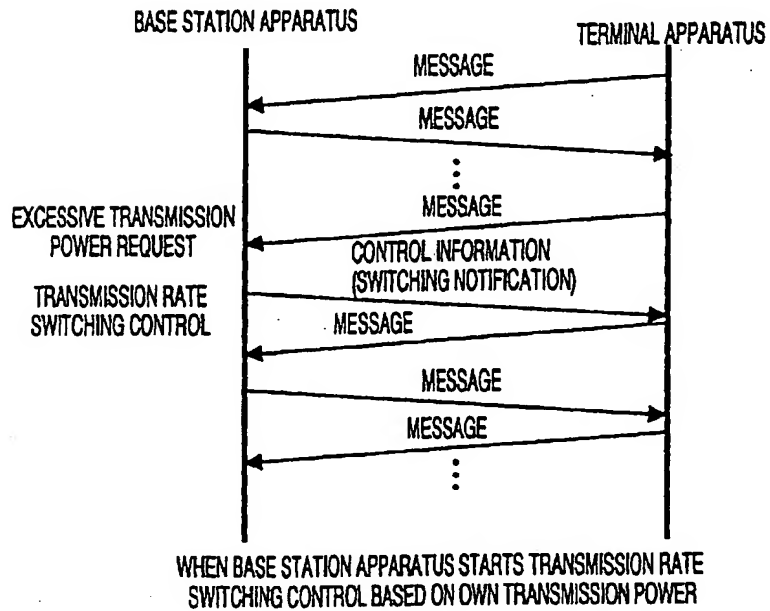 BASE STATION APPARATUS
TERMINAL APPARATUS
MESSAGE
MESSAGE
MESSAGE
EXCESSIVE TRANSMISSION
POWER REQUEST
CONTROL INFORMATION
(SWITCHING NOTIFICATION)
TRANSMISSION RATE
SWITCHING CONTROL
MESSAGE
MESSAGE
MESSAGE
WHEN BASE STATION APPARATUS STARTS TRANSMISSION RATE
SWITCHING CONTROL BASED ON OWN TRANSMISSION POWER